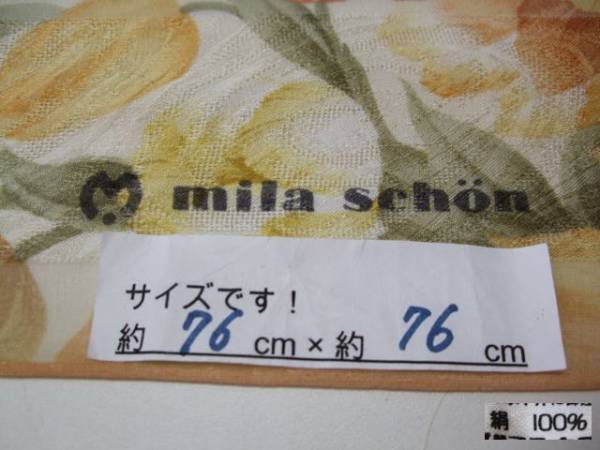 mila schön
サイズです！
約 76 cm × 約 76 cm
絹 100%